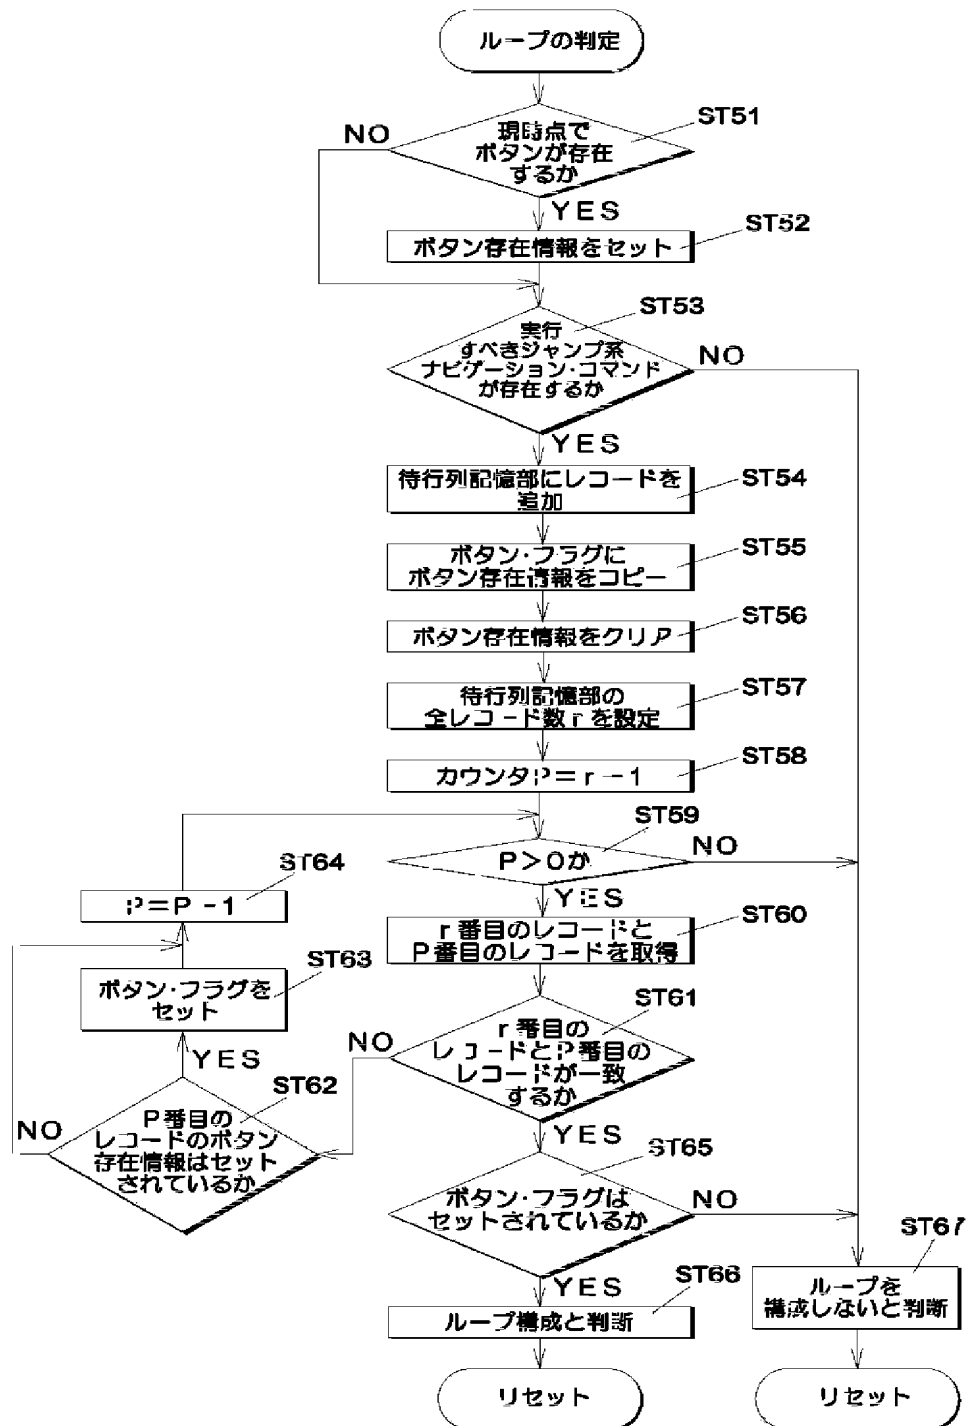 ループの判定
ST51
現時点で
ボタンが存在
するか
NO
YES
ST52
ボタン存在情報をセット
ST53
実行
すべきジャンプ系
ナビゲーション・コマンド
が存在するか
NO
YES
ST54
待行列記憶部にレコードを
追加
ST55
ボタン・フラグに
ボタン存在情報をコピー
ST56
ボタン存在情報をクリア
ST57
待行列記憶部の
全レコード数rを設定
ST58
カウンタP=r-1
ST59
P>0か
NO
YES
ST64
P=P-1
ST60
r番目のレコードと
P番目のレコードを取得
ST63
ボタン・フラグを
セット
ST61
r番目の
レコードとP番目の
レコードが一致
するか
NO
YES
YES
ST62
P番目の
レコードのボタン
存在情報はセット
されているか
NO
ST65
ボタン・フラグは
セットされているか
NO
YES
ST66
ループ構成と判断
ST67
ループを
構成しないと判断
リセット
リセット